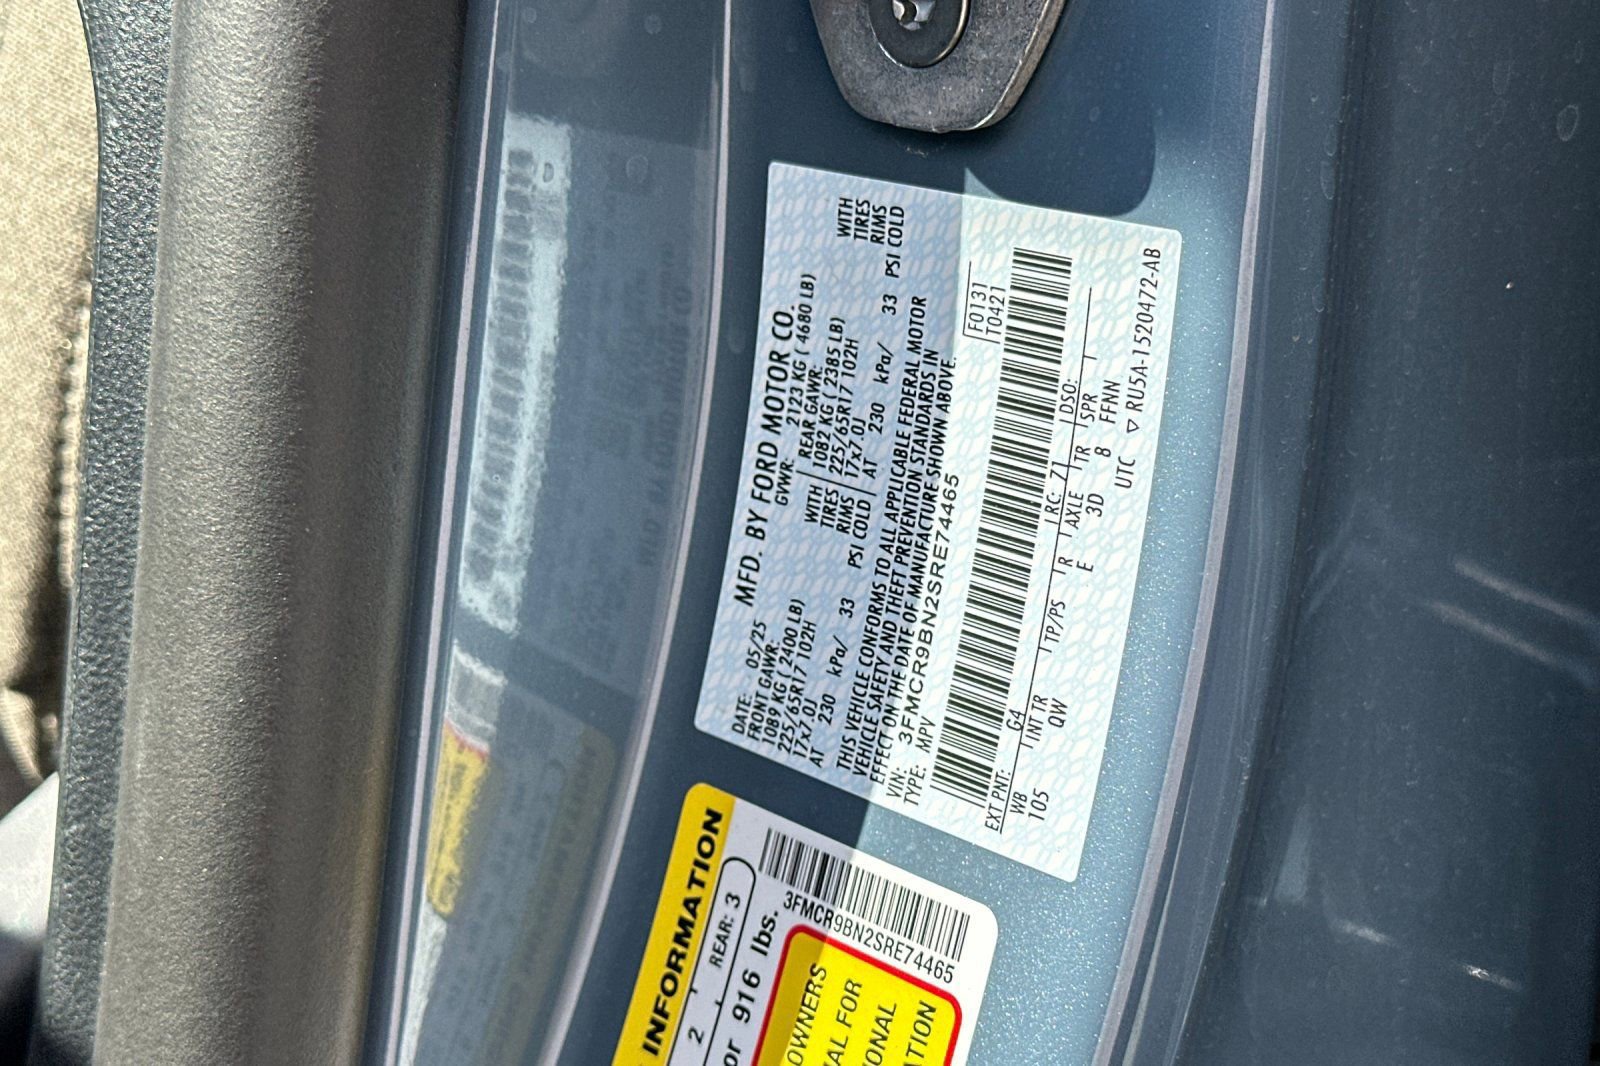 MFD. BY FORD MOTOR CO.
DATE: 05/25 GVWR: 2123 KG ( 4680 LB)
FRONT GAWR: REAR GAWR:
1089 KG ( 2400 LB) WITH 1082 KG ( 2385 LB) WITH
225/65R17 102H TIRES 225/65R17 102H TIRES
17x7.0J RIMS 17x7.0J RIMS
AT 230 kPa/ 33 PSI COLD AT 230 kPa/ 33 PSI COLD
THIS VEHICLE CONFORMS TO ALL APPLICABLE FEDERAL MOTOR
VEHICLE SAFETY AND THEFT PREVENTION STANDARDS IN
EFFECT ON THE DATE OF MANUFACTURE SHOWN ABOVE.
VIN: 3FMCR9BN2SRE74465 F0131
TYPE: MPV T0421
EXT PNT: G4 RC: 71 DSO:
WB INT TR TP/PS R AXLE TR SPR
105 QW E 3D 8 FFNN
UTC ▽ RU5A-1520472-AB
INFORMATION
2 REAR: 3
or 916 lbs.
3FMCR9BN2SRE74465
OWNERS
AL FOR
ONAL
ATION